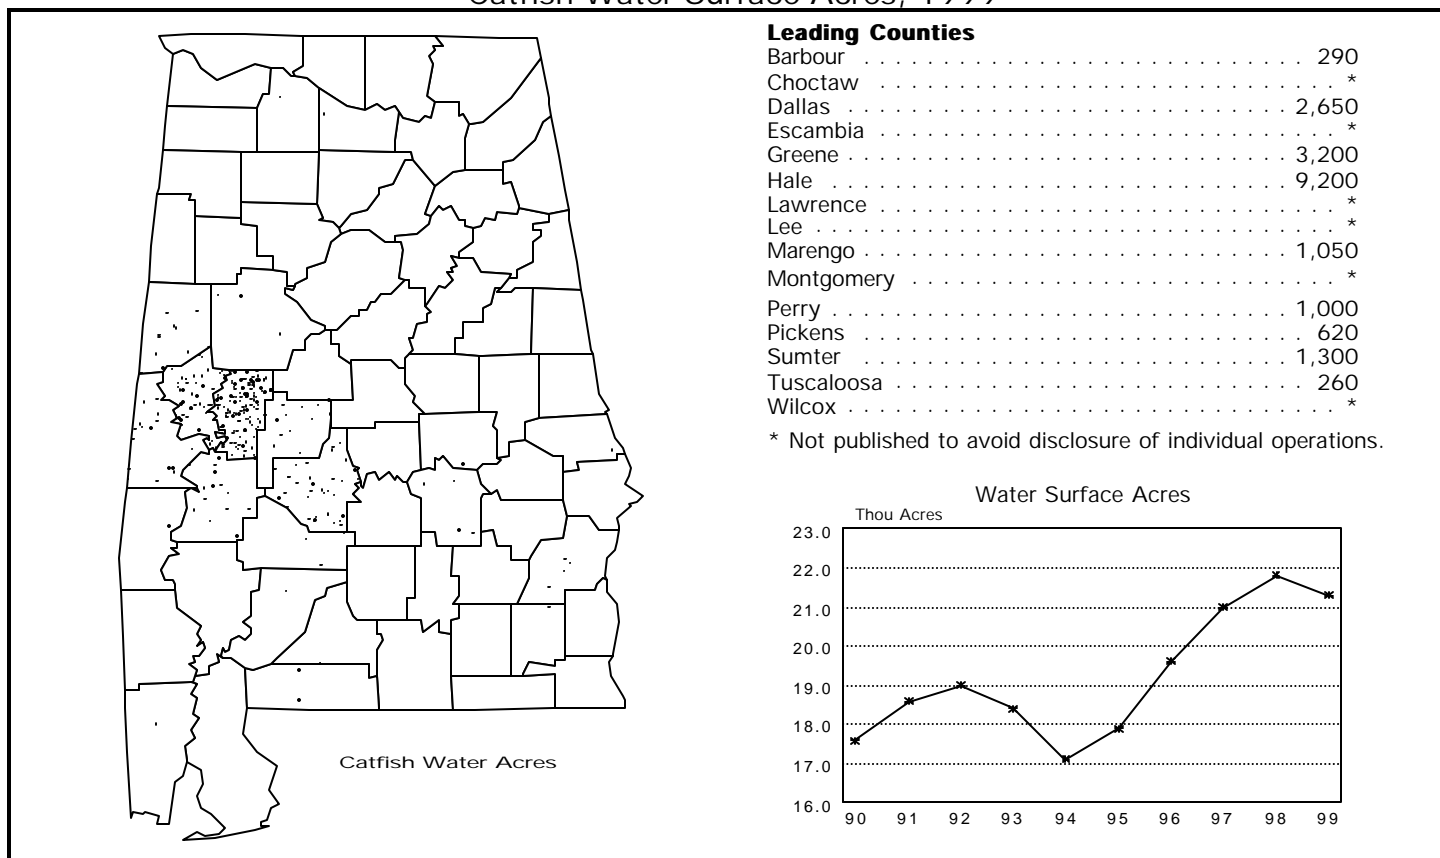 Catfish Water Surface Acres, 1999
Leading Counties
Barbour . . . . . . . . . . . . . . . . . . . . . . . . . . . . 290
Choctaw . . . . . . . . . . . . . . . . . . . . . . . . . . . . . *
Dallas . . . . . . . . . . . . . . . . . . . . . . . . . . . . 2,650
Escambia . . . . . . . . . . . . . . . . . . . . . . . . . . . . . *
Greene . . . . . . . . . . . . . . . . . . . . . . . . . . . . 3,200
Hale . . . . . . . . . . . . . . . . . . . . . . . . . . . . . 9,200
Lawrence . . . . . . . . . . . . . . . . . . . . . . . . . . . . . *
Lee . . . . . . . . . . . . . . . . . . . . . . . . . . . . . . . . . *
Marengo . . . . . . . . . . . . . . . . . . . . . . . . . . . 1,050
Montgomery . . . . . . . . . . . . . . . . . . . . . . . . . . . *
Perry . . . . . . . . . . . . . . . . . . . . . . . . . . . . . 1,000
Pickens . . . . . . . . . . . . . . . . . . . . . . . . . . . . . 620
Sumter . . . . . . . . . . . . . . . . . . . . . . . . . . . 1,300
Tuscaloosa . . . . . . . . . . . . . . . . . . . . . . . . . . 260
Wilcox . . . . . . . . . . . . . . . . . . . . . . . . . . . . . . . *
* Not published to avoid disclosure of individual operations.
Catfish Water Acres
Water Surface Acres
Thou Acres
23.0
22.0
21.0
20.0
19.0
18.0
17.0
16.0
90 91 92 93 94 95 96 97 98 99